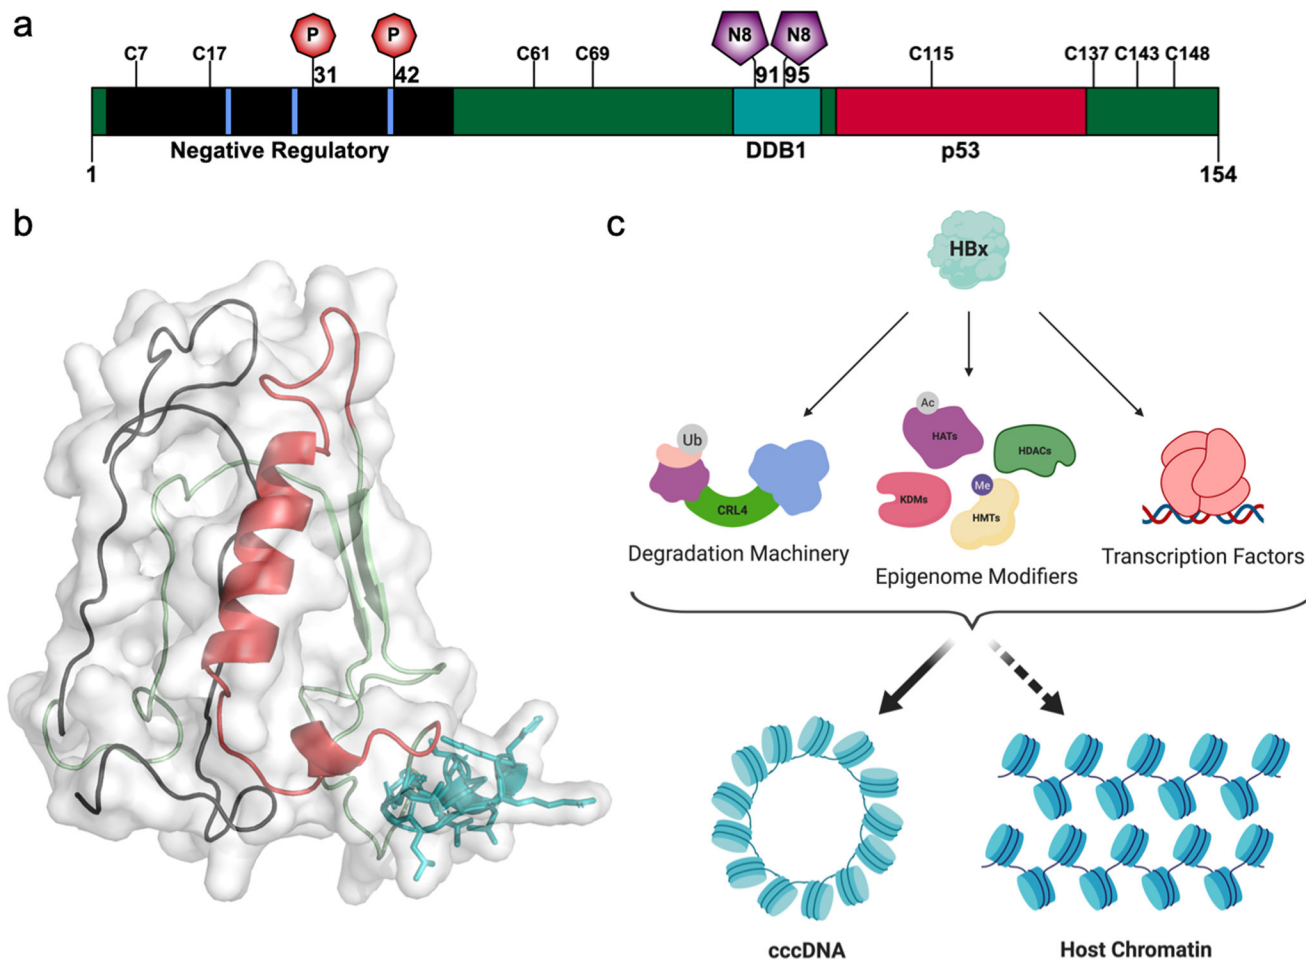 a
P P N8 N8
C7 C17 31 42 C61 C69 91 95 C115 C137 C143 C148
Negative Regulatory DDB1 p53
1 154
b
c
HBx
Ac
Ub HATs HDACs
KDMs Me
CRL4 HMTs
Degradation Machinery Epigenome Modifiers Transcription Factors
cccDNA Host Chromatin